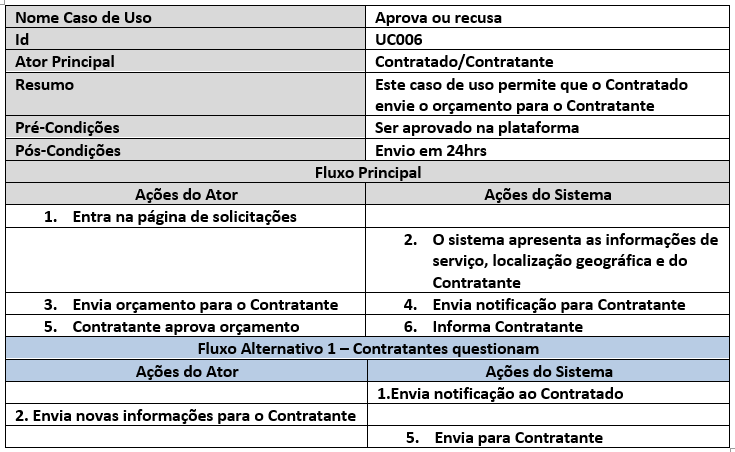 Nome Caso de Uso Aprova ou recusa
Id UC006
Ator Principal Contratado/Contratante
Resumo Este caso de uso permite que o Contratado
envie o orçamento para o Contratante
Pré-Condições Ser aprovado na plataforma
Pós-Condições Envio em 24hrs
Fluxo Principal
Ações do Ator Ações do Sistema
1. Entra na página de solicitações
2. O sistema apresenta as informações de
serviço, localização geográfica e do
Contratante
3. Envia orçamento para o Contratante 4. Envia notificação para Contratante
5. Contratante aprova orçamento 6. Informa Contratante
Fluxo Alternativo 1 – Contratantes questionam
Ações do Ator Ações do Sistema
1.Envia notificação ao Contratado
2. Envia novas informações para o Contratante
5. Envia para Contratante